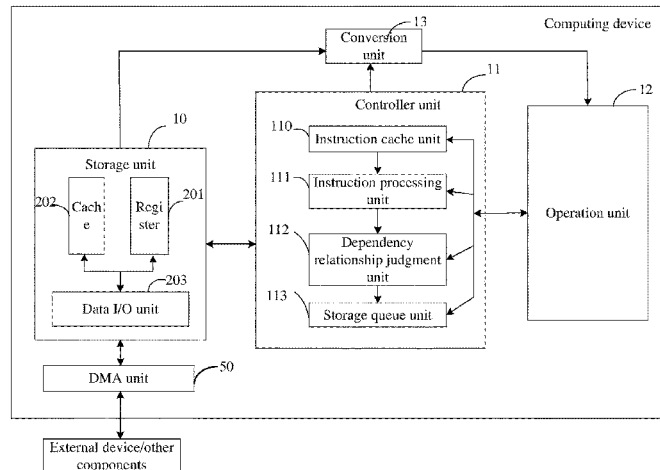 13
Computing device
Conversion
unit
11
12
10
Controller unit
110
Instruction cache unit
Storage unit
111
Instruction processing
unit
202
Cach
e
Regi
ster
201
112
Dependency
relationship judgment
unit
Operation unit
203
Data I/O unit
113
Storage queue unit
DMA unit
50
External device/other
components